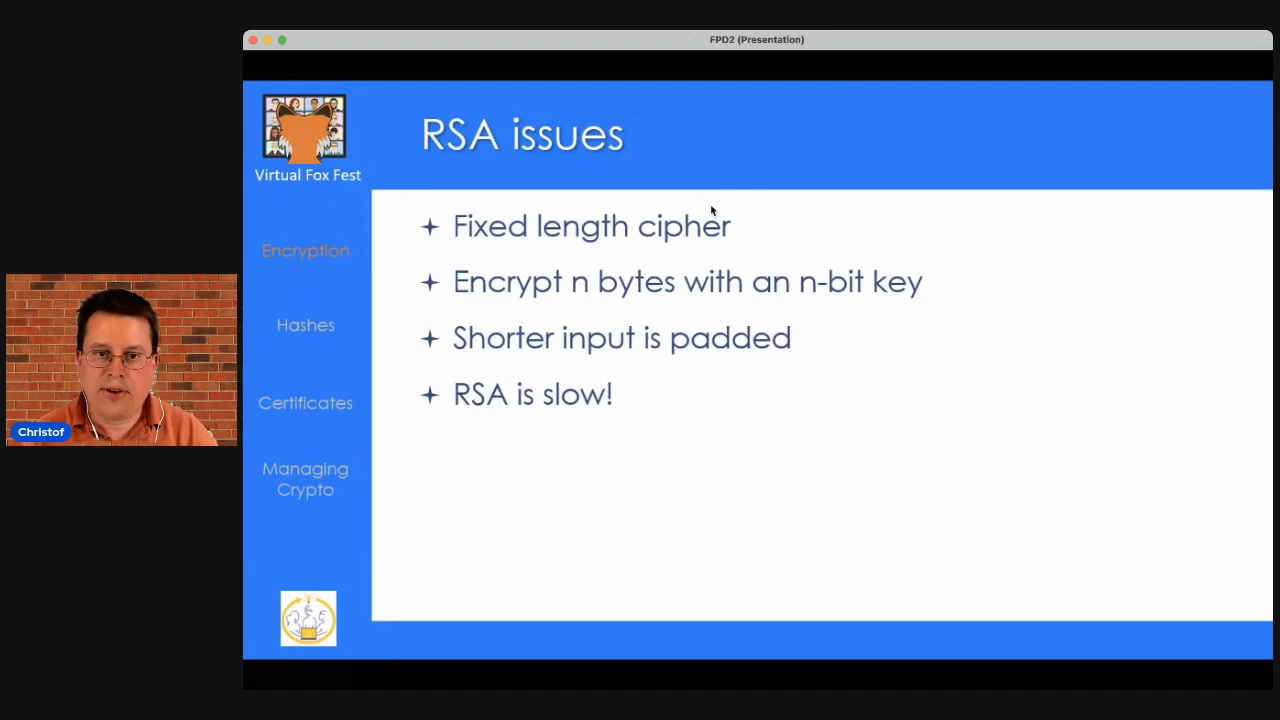 FPD2 (Presentation)
Virtual Fox Fest
RSA issues
Encryption
Hashes
Certificates
Managing
Crypto
Fixed length cipher
Encrypt n bytes with an n-bit key
Shorter input is padded
RSA is slow!
Christof